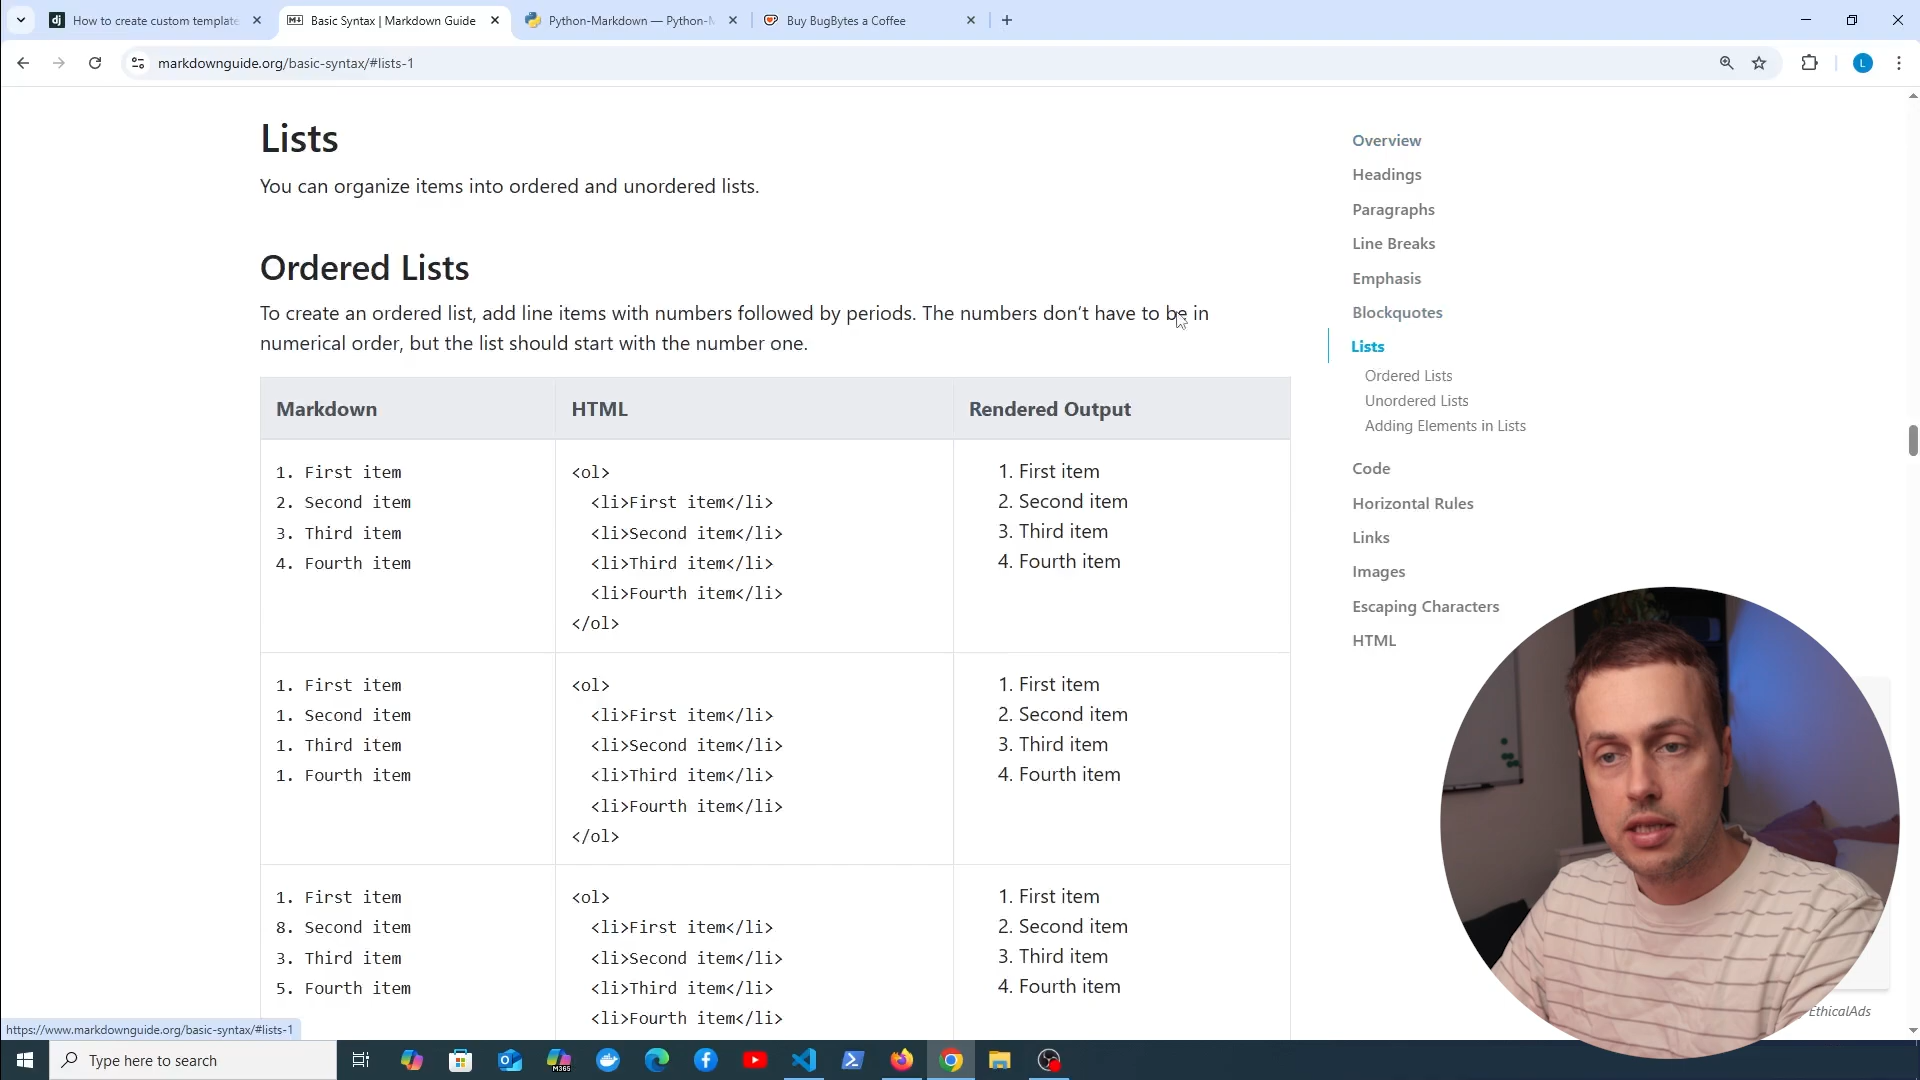 How to create custom template
Basic Syntax | Markdown Guide
Python-Markdown — Python-M
Buy BugBytes a Coffee
markdownguide.org/basic-syntax/#lists-1
L
Lists
You can organize items into ordered and unordered lists.
Ordered Lists
To create an ordered list, add line items with numbers followed by periods. The numbers don’t have to be in
numerical order, but the list should start with the number one.
Markdown HTML Rendered Output
1. First item
2. Second item
3. Third item
4. Fourth item
<ol>
<li>First item</li>
<li>Second item</li>
<li>Third item</li>
<li>Fourth item</li>
</ol>
1. First item
2. Second item
3. Third item
4. Fourth item
1. First item
1. Second item
1. Third item
1. Fourth item
<ol>
<li>First item</li>
<li>Second item</li>
<li>Third item</li>
<li>Fourth item</li>
</ol>
1. First item
2. Second item
3. Third item
4. Fourth item
1. First item
8. Second item
3. Third item
5. Fourth item
<ol>
<li>First item</li>
<li>Second item</li>
<li>Third item</li>
<li>Fourth item</li>
1. First item
2. Second item
3. Third item
4. Fourth item
Overview
Headings
Paragraphs
Line Breaks
Emphasis
Blockquotes
Lists
Ordered Lists
Unordered Lists
Adding Elements in Lists
Code
Horizontal Rules
Links
Images
Escaping Characters
HTML
EthicalAds
https://www.markdownguide.org/basic-syntax/#lists-1
Type here to search
M365